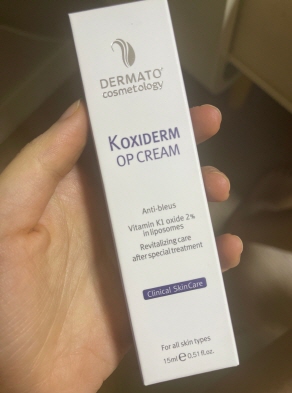 DERMATO
cosmetology
KOXIDERM
OP CREAM
Anti-bleus
Vitamin K1 oxide 2%
in liposomes
Revitalizing care
after special treatment
Clinical SkinCare
For all skin types
15ml e 0.51 fl.oz.